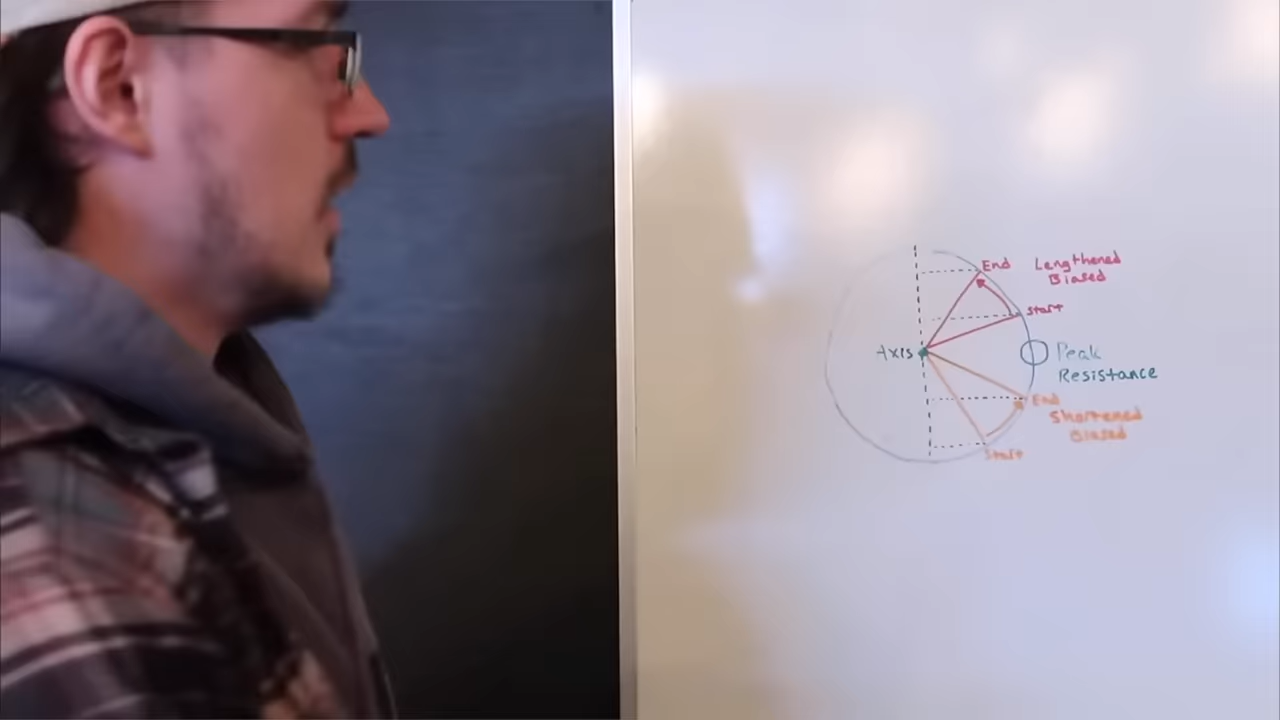 End
Lengthened
Biased
Start
Axis
Peak
Resistance
End
Shortened
Biased
Start